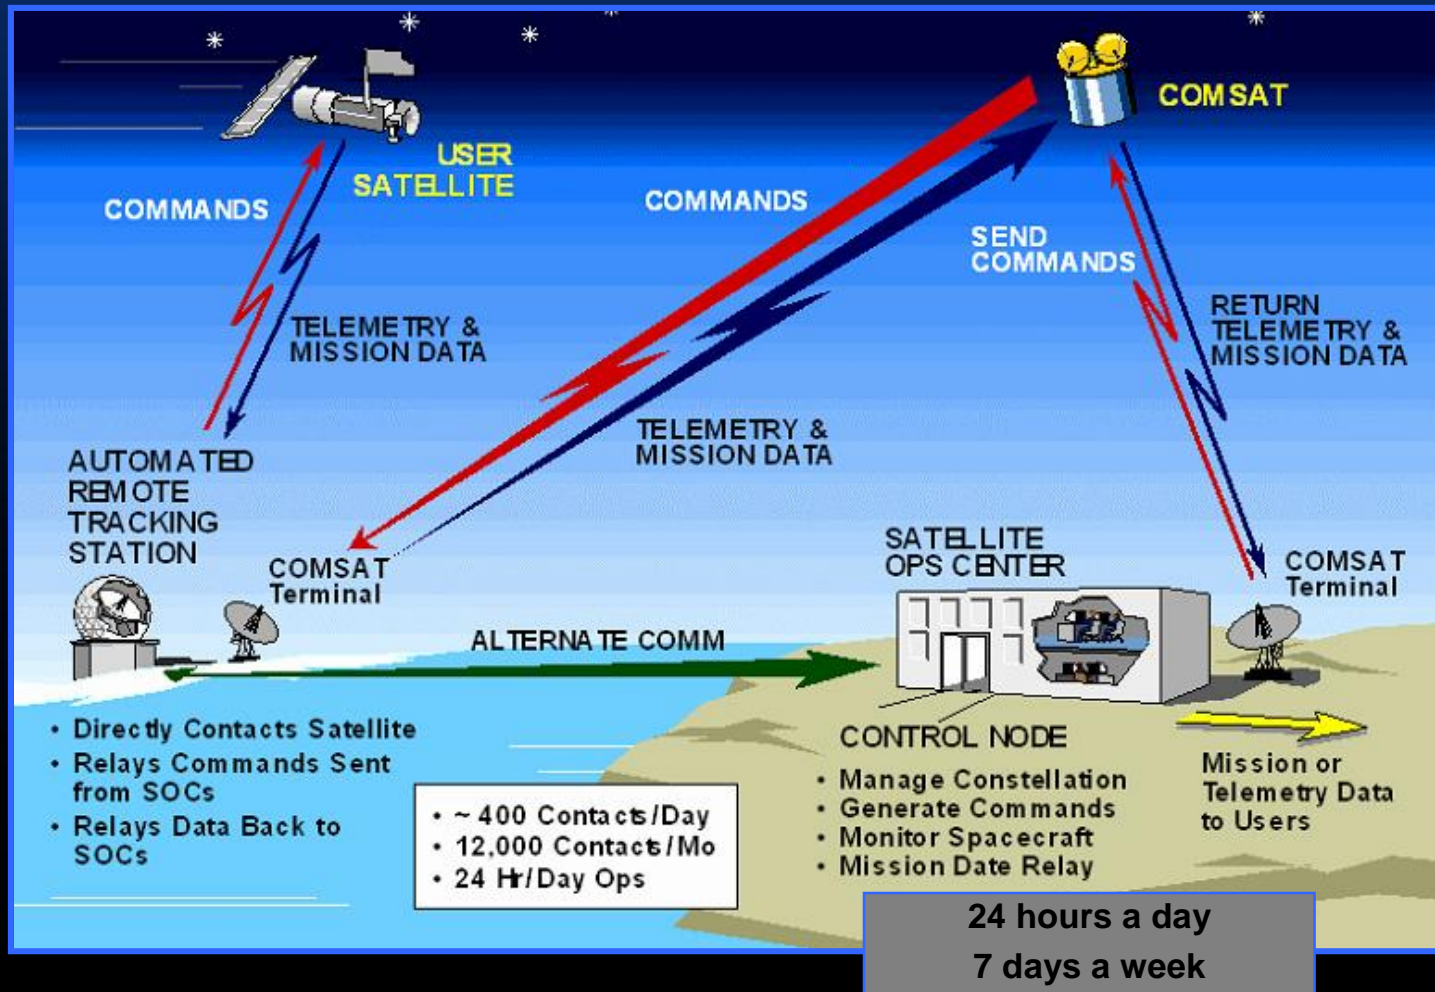 COMSAT
USER
SATELLITE
COMMANDS
COMMANDS
SEND
COMMANDS
TELEMETRY &
MISSION DATA
RETURN
TELEMETRY &
MISSION DATA
TELEMETRY &
MISSION DATA
AUTOMATED
REMOTE
TRACKING
STATION
COMSAT
Terminal
SATELLITE
OPS CENTER
COMSAT
Terminal
ALTERNATE COMM
• Directly Contacts Satellite
• Relays Commands Sent
from SOCs
• Relays Data Back to
SOCs
• ~ 400 Contacts/Day
• 12,000 Contacts/Mo
• 24 Hr/Day Ops
CONTROL NODE
• Manage Constellation
• Generate Commands
• Monitor Spacecraft
• Mission Date Relay
Mission or
Telemetry Data
to Users
24 hours a day
7 days a week